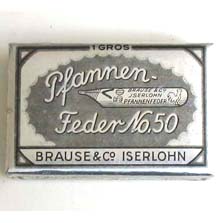 1 GROS
Pfannen-
BRAUSE & Cº
ISERLOHN
PFANNENFEDER
Feder No. 50
BRAUSE & Cº ISERLOHN